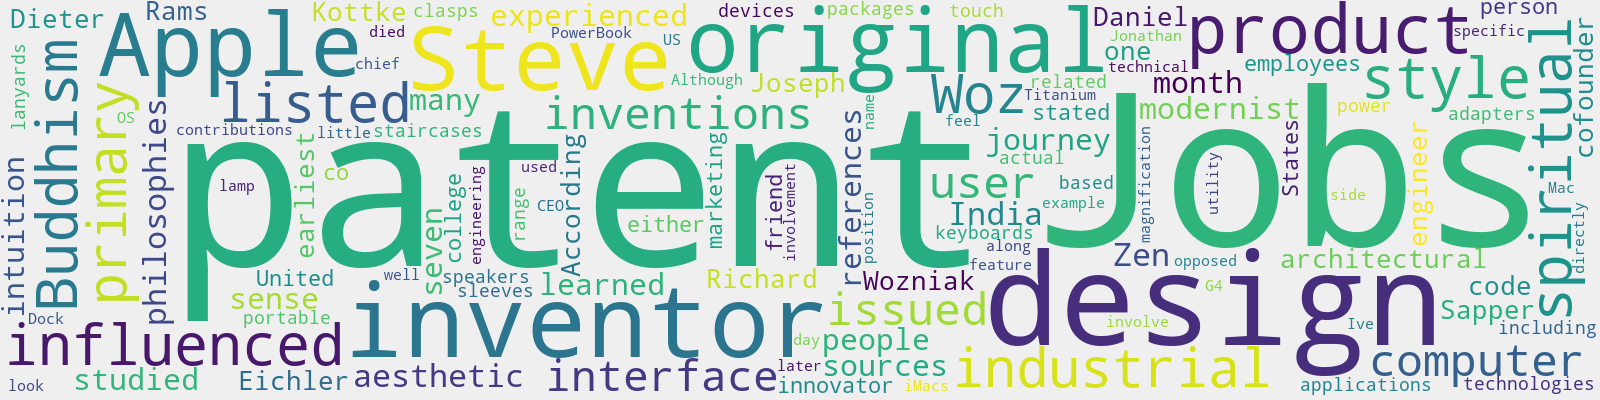 Dieter
Rams
Kottke
clasps
experienced
devices
packages
touch
Daniel
product
person
Apple
died
Steve
PowerBook
US
original
Jonathan
one
specific
chief
Although
Joseph
technical
employees
style
spiritual
cofounder
lanyards
Buddhism
primary
OS
listed
many
inventions
name
Woz
Titanium
related
month
modernist
power
adapters
philosophies
contributions
little
staircases
feel
stated
journey
actual
intuition
lamp
patent
Jobs
earliest
co
seven
college
engineering
used
CEO
range
According
either
marketing
friend
involvement
references
position
user
based
example
magnification
utility
States
side
engineer
Mac
directly
India
keyboards
along
feature
Zen
opposed
architectural
United
well
speakers
sleeves
learned
Richard
Wozniak
G4
code
sense
portable
inventor
issued
design
Sapper
Dock
influenced
day
people
involve
Ive
including
look
studied
Eichler
aesthetic
interface
later
sources
innovator
iMacs
industrial
computer
applications
technologies